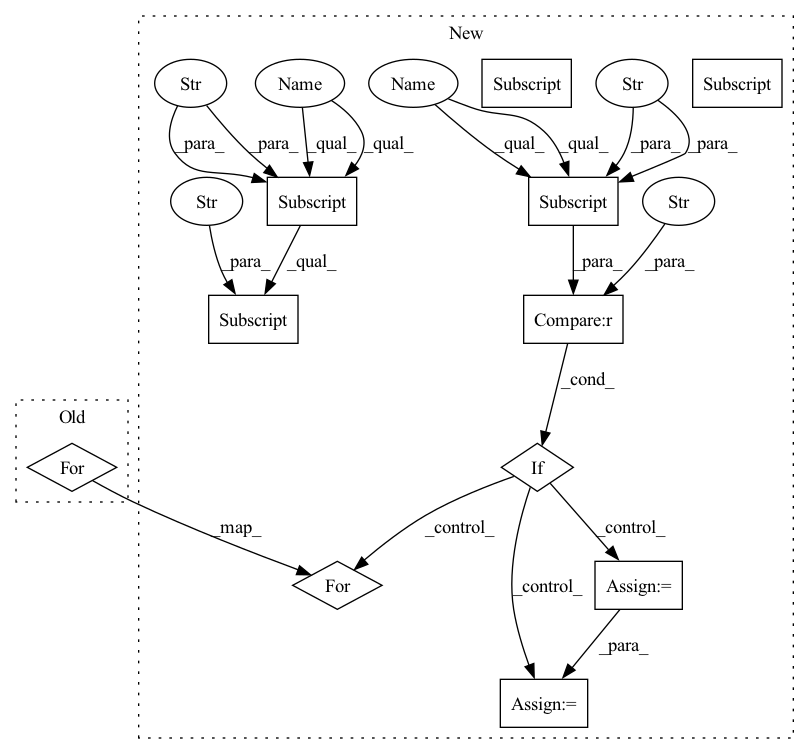 New
Str
Name
Name
Subscript
Str
Subscript
_para_
_para_
_qual_
_qual_
_qual_
_qual_
_para_
_para_
Str
Subscript
Subscript
Str
_para_
_qual_
_para_
_para_
Subscript
Compare:r
_cond_
Old
For
If
_map_
_control_
_control_
_control_
For
Assign:=
_para_
Assign:=